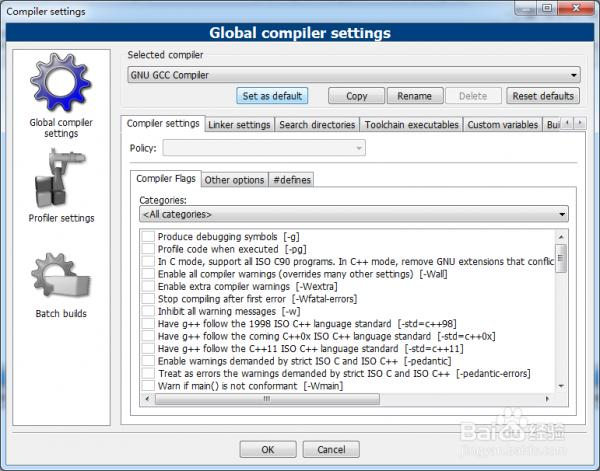 Compiler settings
Global compiler settings
Global compiler
settings
Profiler settings
Batch builds
Selected compiler
GNU GCC Compiler
Set as default Copy Rename Delete Reset defaults
Compiler settings Linker settings Search directories Toolchain executables Custom variables Bui
Policy:
Compiler Flags Other options #defines
Categories:
<All categories>
Produce debugging symbols [-g]
Profile code when executed [-pg]
In C mode, support all ISO C90 programs. In C++ mode, remove GNU extensions that conflic
Enable all compiler warnings (overrides many other settings) [-Wall]
Enable extra compiler warnings [-Wextra]
Stop compiling after first error [-Wfatal-errors]
Inhibit all warning messages [-w]
Have g++ follow the 1998 ISO C++ language standard [-std=c++98]
Have g++ follow the coming C++0x ISO C++ language standard [-std=c++0x]
Have g++ follow the C++11 ISO C++ language standard [-std=c++11]
Enable warnings demanded by strict ISO C and ISO C++ [-pedantic]
Treat as errors the warnings demanded by strict ISO C and ISO C++ [-pedantic-errors]
Warn if main() is not conformant [-Wmain]
OK Cancel
Baidu 经验
jingyan.baidu.com